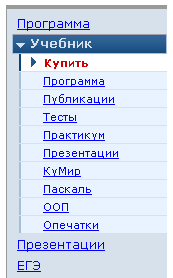 Программа
Учебник
Купить
Программа
Публикации
Тесты
Практикум
Презентации
КуМир
Паскаль
ООП
Опечатки
Презентации
ЕГЭ